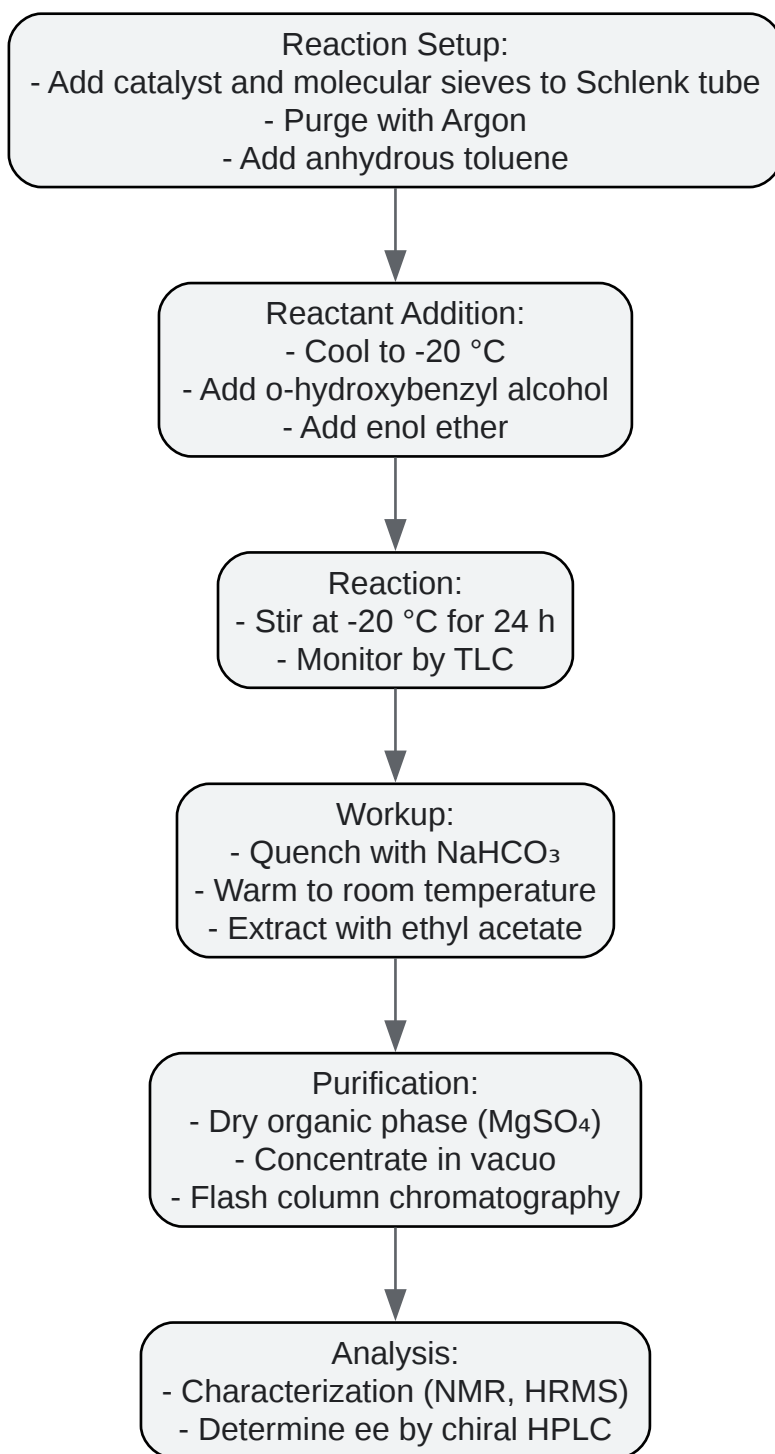 Reaction Setup:
- Add catalyst and molecular sieves to Schlenk tube
- Purge with Argon
- Add anhydrous toluene
Reactant Addition:
- Cool to -20 °C
- Add o-hydroxybenzyl alcohol
- Add enol ether
Reaction:
- Stir at -20 °C for 24 h
- Monitor by TLC
Workup:
- Quench with NaHCO₃
- Warm to room temperature
- Extract with ethyl acetate
Purification:
- Dry organic phase (MgSO₄)
- Concentrate in vacuo
- Flash column chromatography
Analysis:
- Characterization (NMR, HRMS)
- Determine ee by chiral HPLC